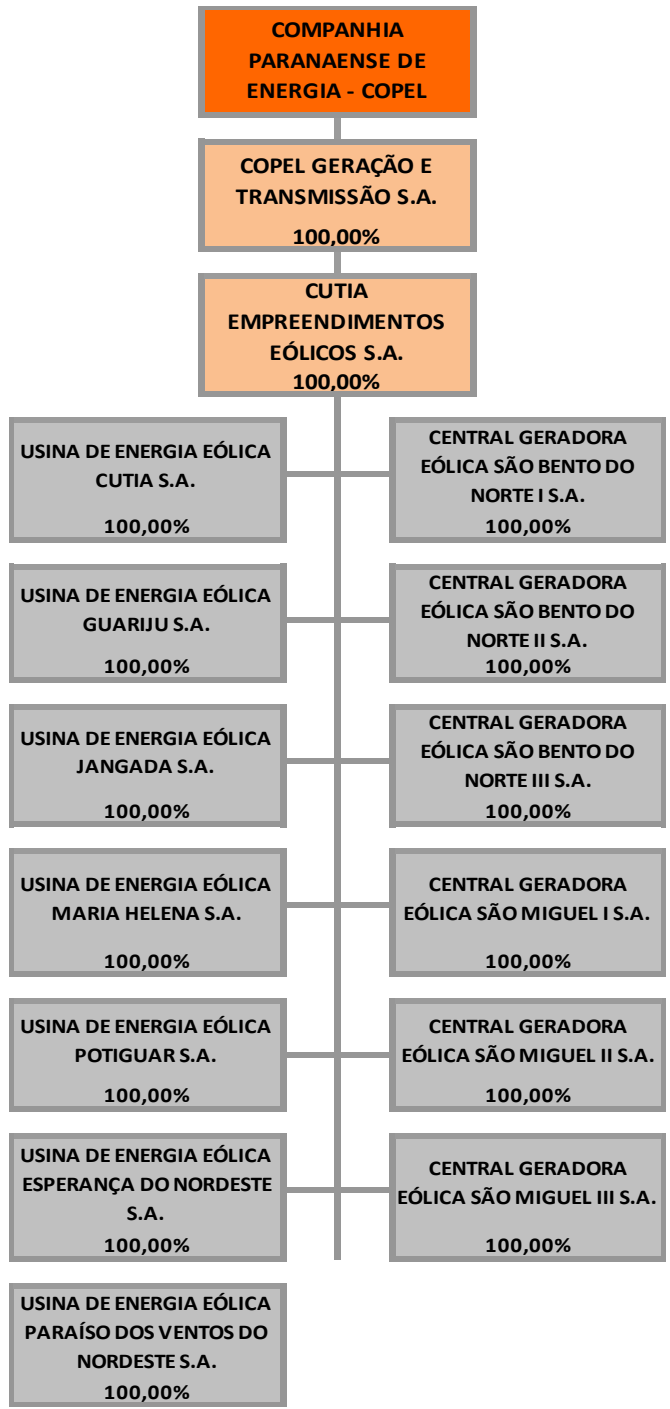 COMPANHIA
PARANAENSE DE
ENERGIA - COPEL
COPEL GERAÇÃO E
TRANSMISSÃO S.A.
100,00%
CUTIA
EMPREENDIMENTOS
EÓLICOS S.A.
100,00%
USINA DE ENERGIA EÓLICA
CUTIA S.A.
100,00%
CENTRAL GERADORA
EÓLICA SÃO BENTO DO
NORTE I S.A.
100,00%
USINA DE ENERGIA EÓLICA
GUARIJU S.A.
100,00%
CENTRAL GERADORA
EÓLICA SÃO BENTO DO
NORTE II S.A.
100,00%
USINA DE ENERGIA EÓLICA
JANGADA S.A.
100,00%
CENTRAL GERADORA
EÓLICA SÃO BENTO DO
NORTE III S.A.
100,00%
USINA DE ENERGIA EÓLICA
MARIA HELENA S.A.
100,00%
CENTRAL GERADORA
EÓLICA SÃO MIGUEL I S.A.
100,00%
USINA DE ENERGIA EÓLICA
POTIGUAR S.A.
100,00%
CENTRAL GERADORA
EÓLICA SÃO MIGUEL II S.A.
100,00%
USINA DE ENERGIA EÓLICA
ESPERANÇA DO NORDESTE
S.A.
100,00%
CENTRAL GERADORA
EÓLICA SÃO MIGUEL III S.A.
100,00%
USINA DE ENERGIA EÓLICA
PARAÍSO DOS VENTOS DO
NORDESTE S.A.
100,00%